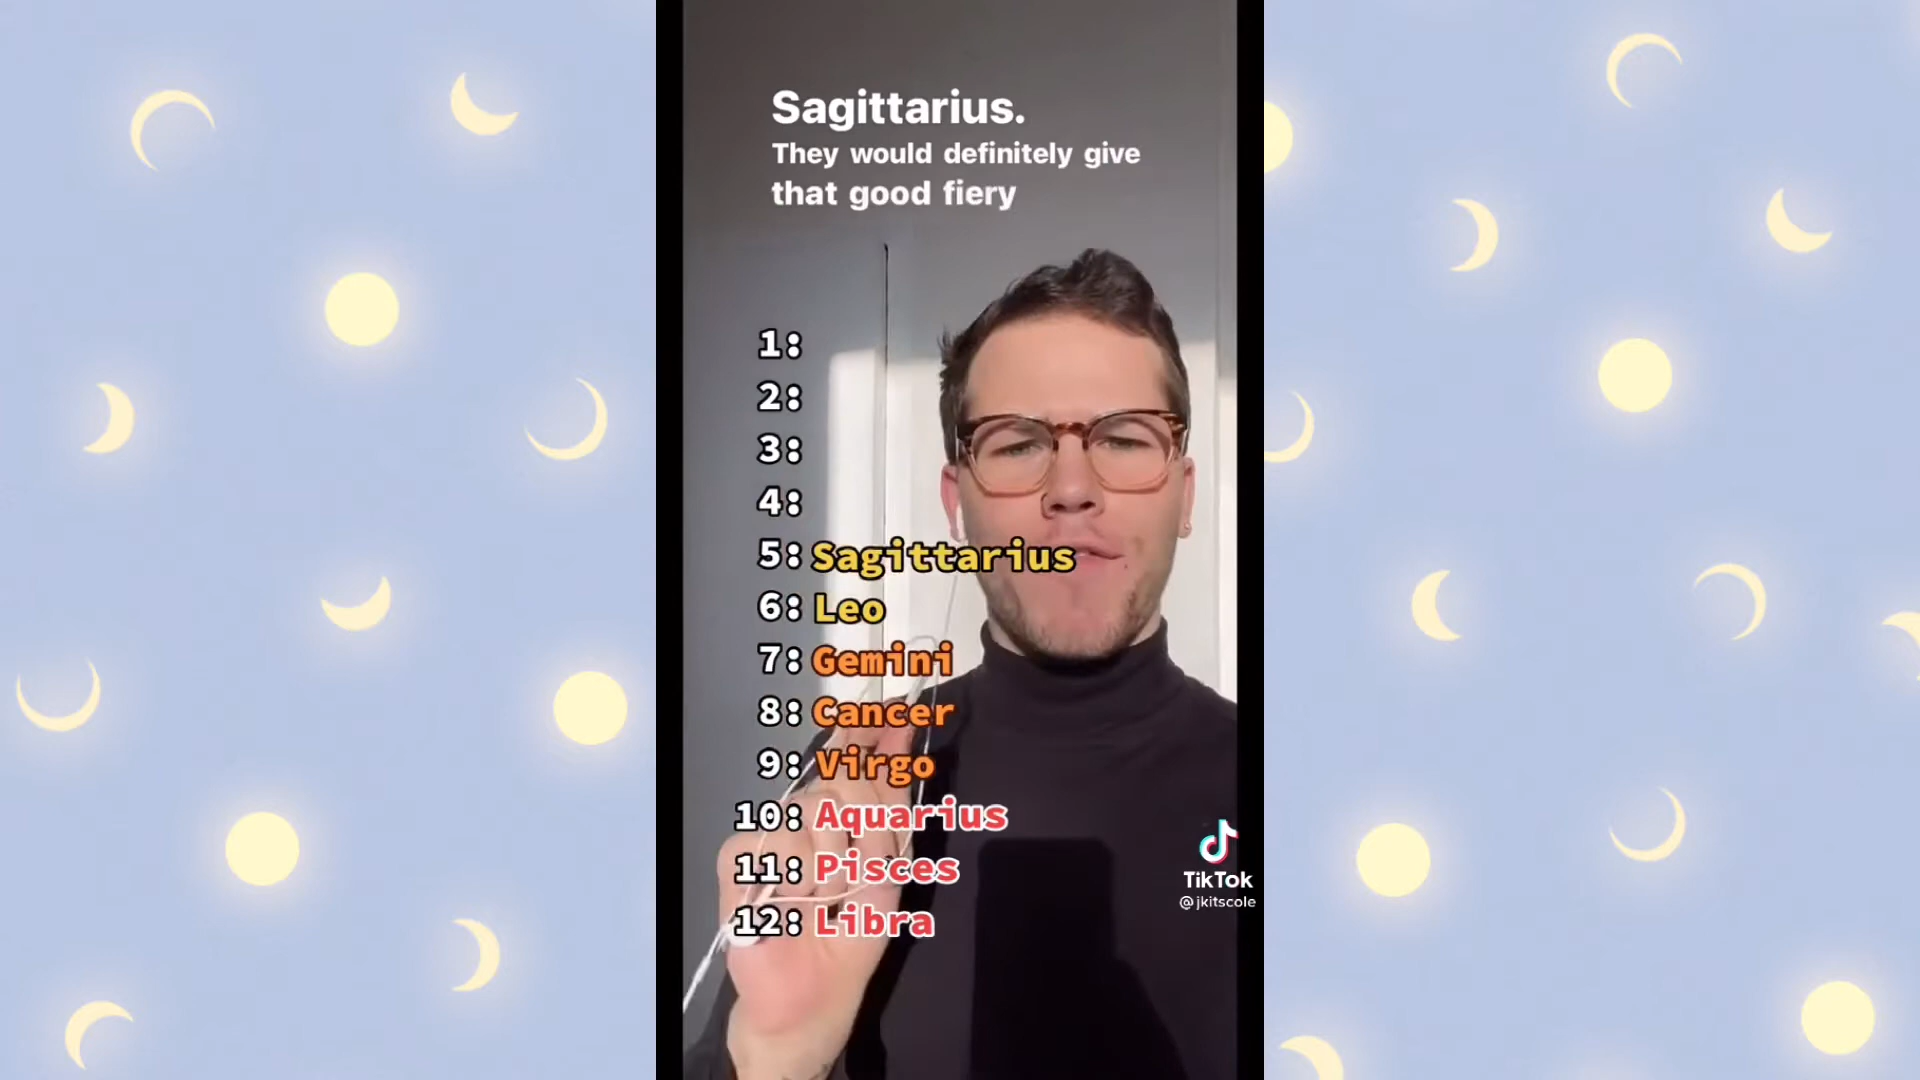 Sagittarius.
They would definitely give
that good fiery
1:
2:
3:
4:
5: Sagittarius
6: Leo
7: Gemini
8: Cancer
9: Virgo
10: Aquarius
11: Pisces
12: Libra
TikTok
@jkitscole